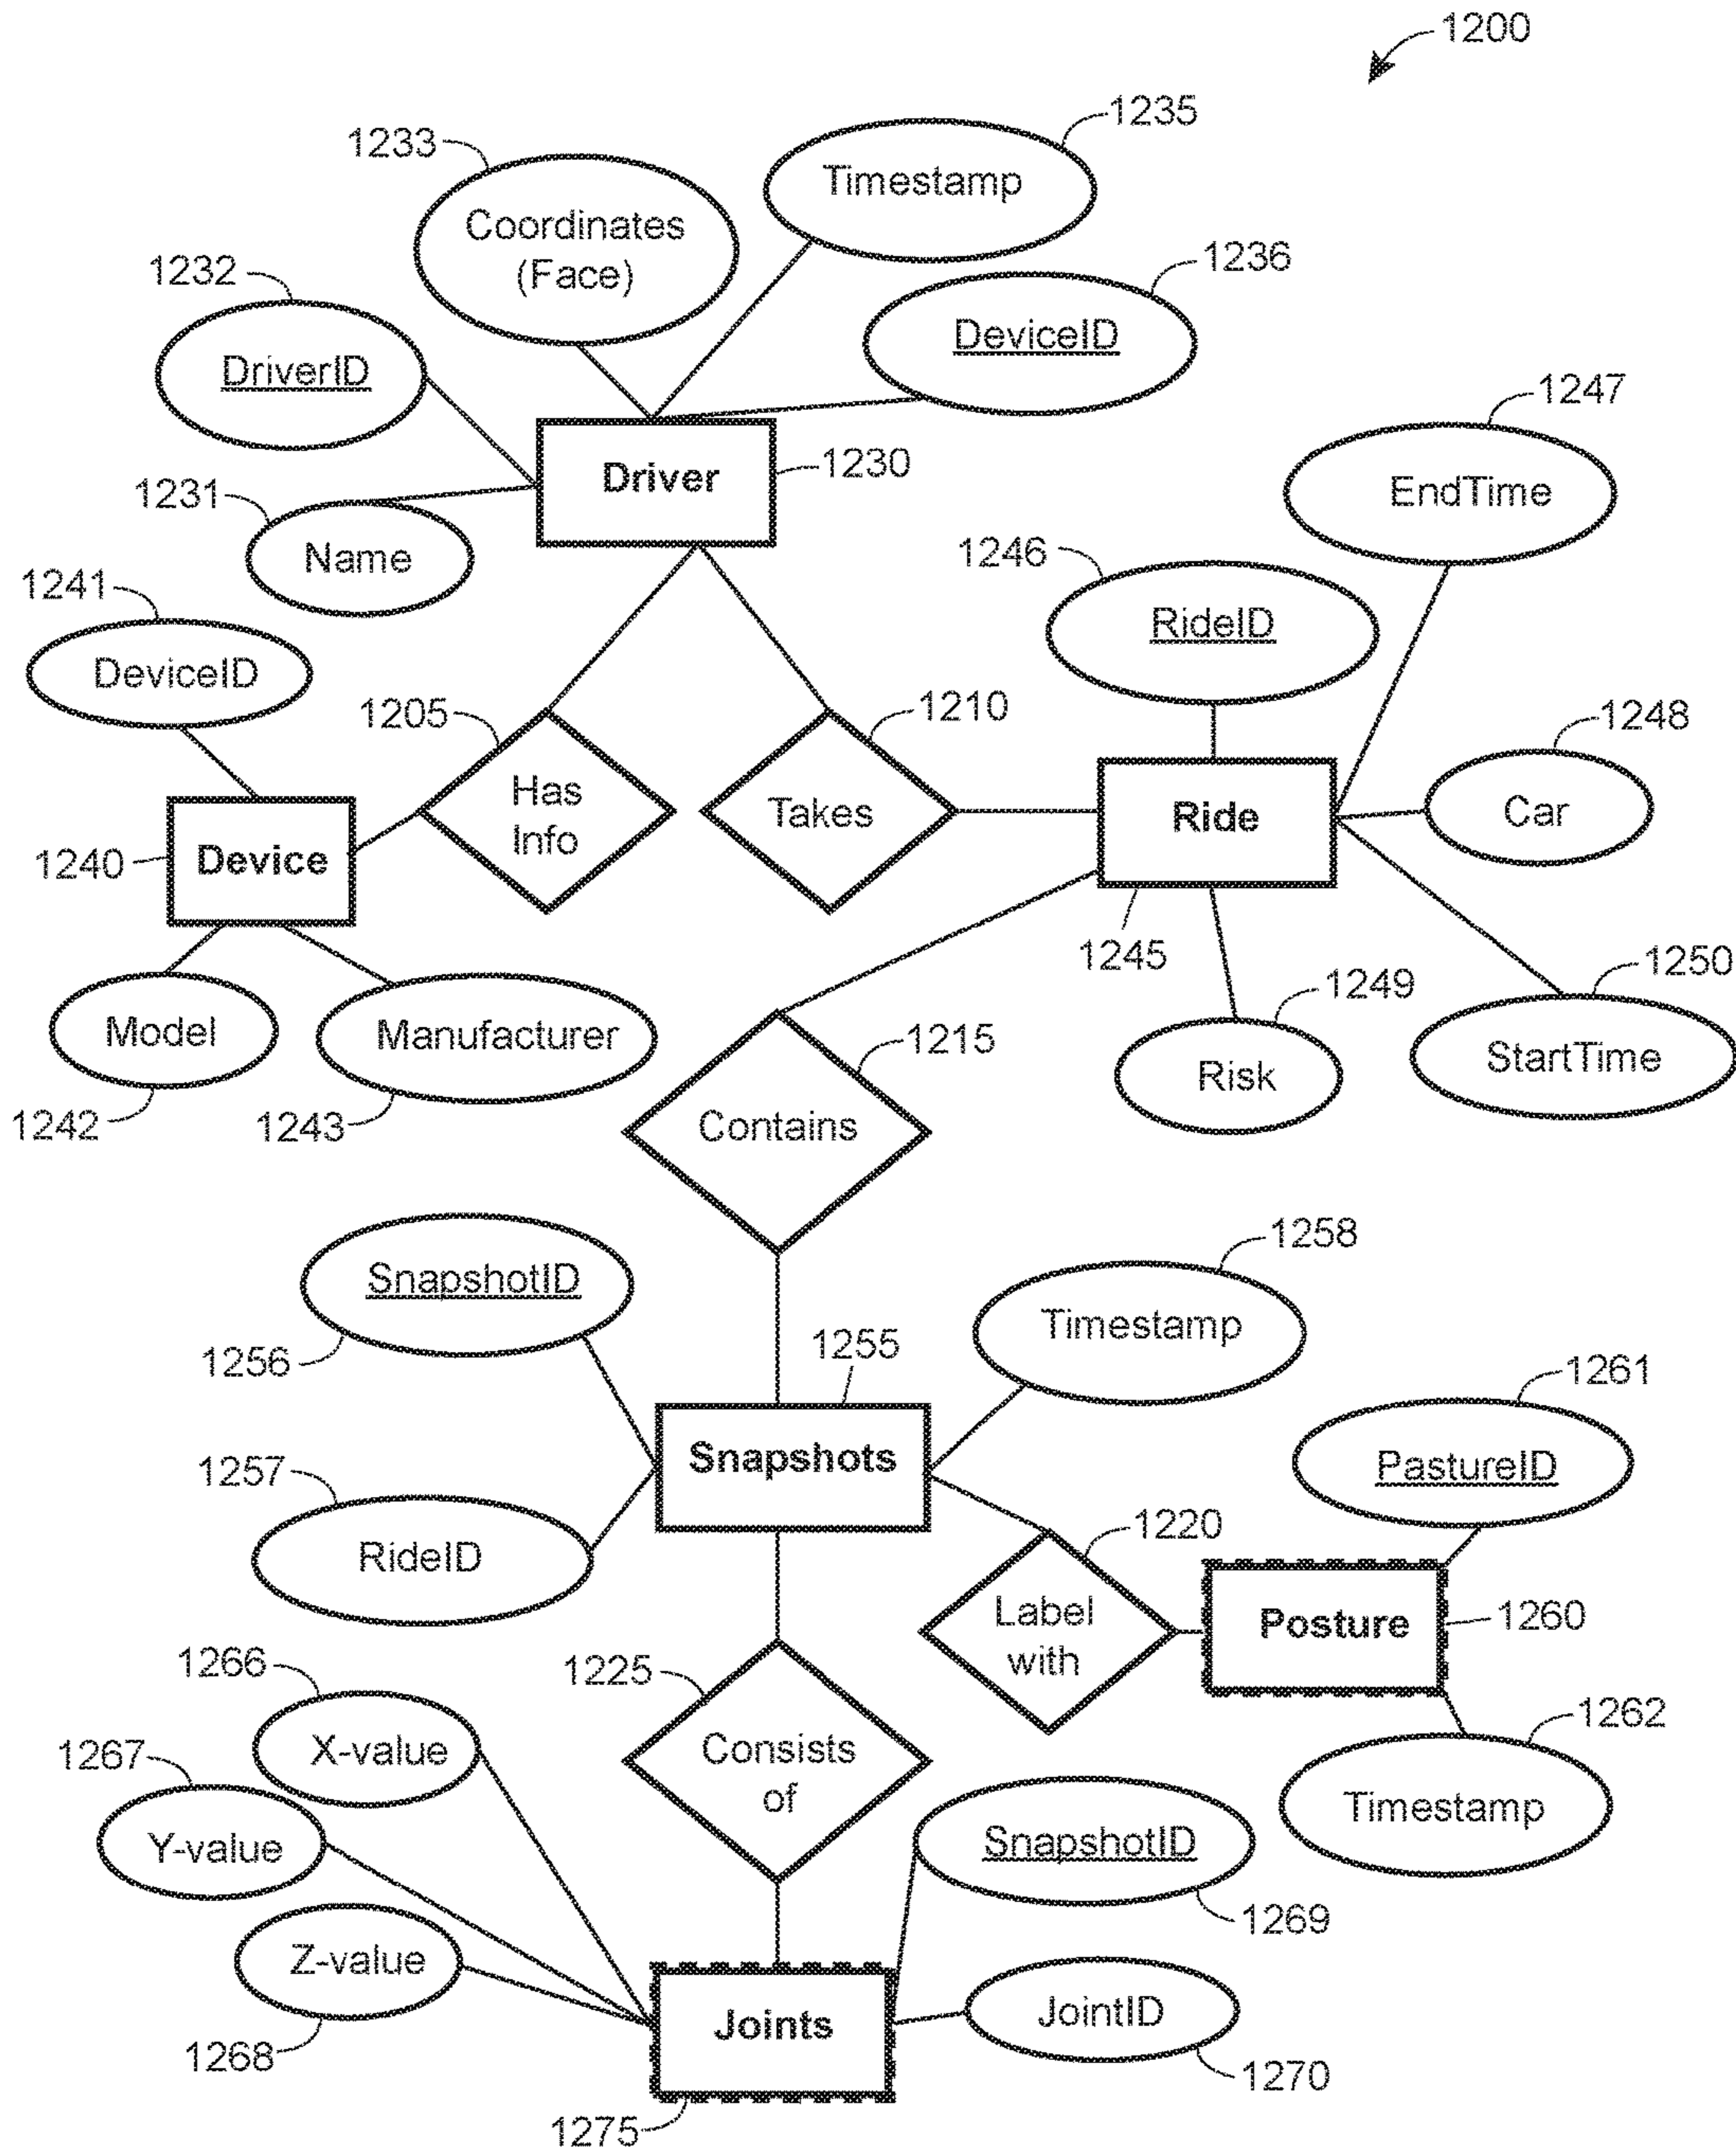 1200
1235
1233
Timestamp
Coordinates
(Face)
1236
1232
DeviceID
DriverID
1247
Driver
1230
EndTime
1231
1246
Name
1241
RideID
DeviceID
1205
1210
1248
Has
Info
Takes
Ride
Car
1240
Device
1245
1250
1249
Model
Manufacturer
1215
StartTime
Risk
1242
1243
Contains
1258
SnapshotID
Timestamp
1255
1256
1261
Snapshots
PastureID
1257
1220
RideID
Label
with
Posture
1260
1266
1225
1262
X-value
Consists
of
1267
Timestamp
Y-value
SnapshotID
1269
Z-value
Joints
JointID
1268
1270
1275